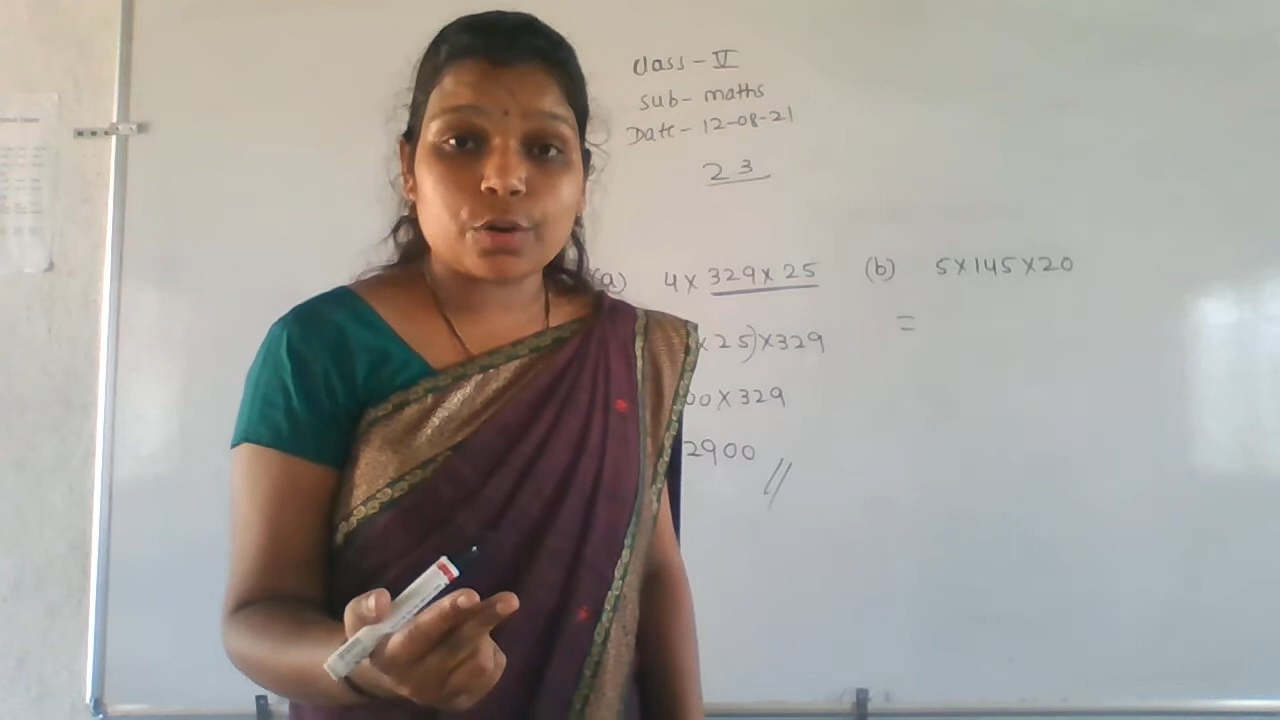 Class - V
Sub - maths
Date - 12-08-21
23
(a) 4 × 329 × 25 (b) 5×145×20
× 25) × 329 =
00 × 329
2900 //